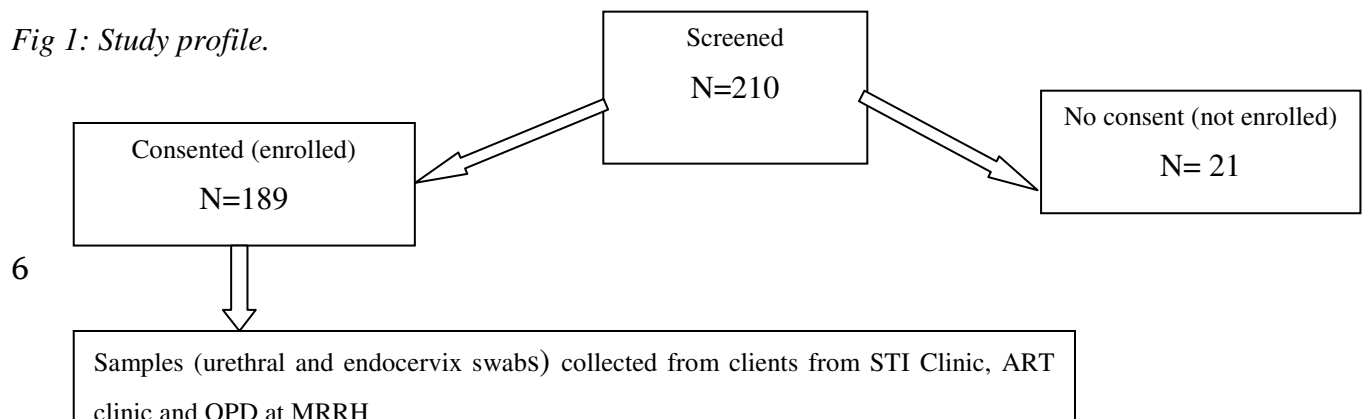 Fig 1: Study profile.
Screened
N=210
No consent (not enrolled)
N= 21
Consented (enrolled)
N=189
6
Samples (urethral and endocervix swabs) collected from clients from STI Clinic, ART
clinic and OPD at MRRH